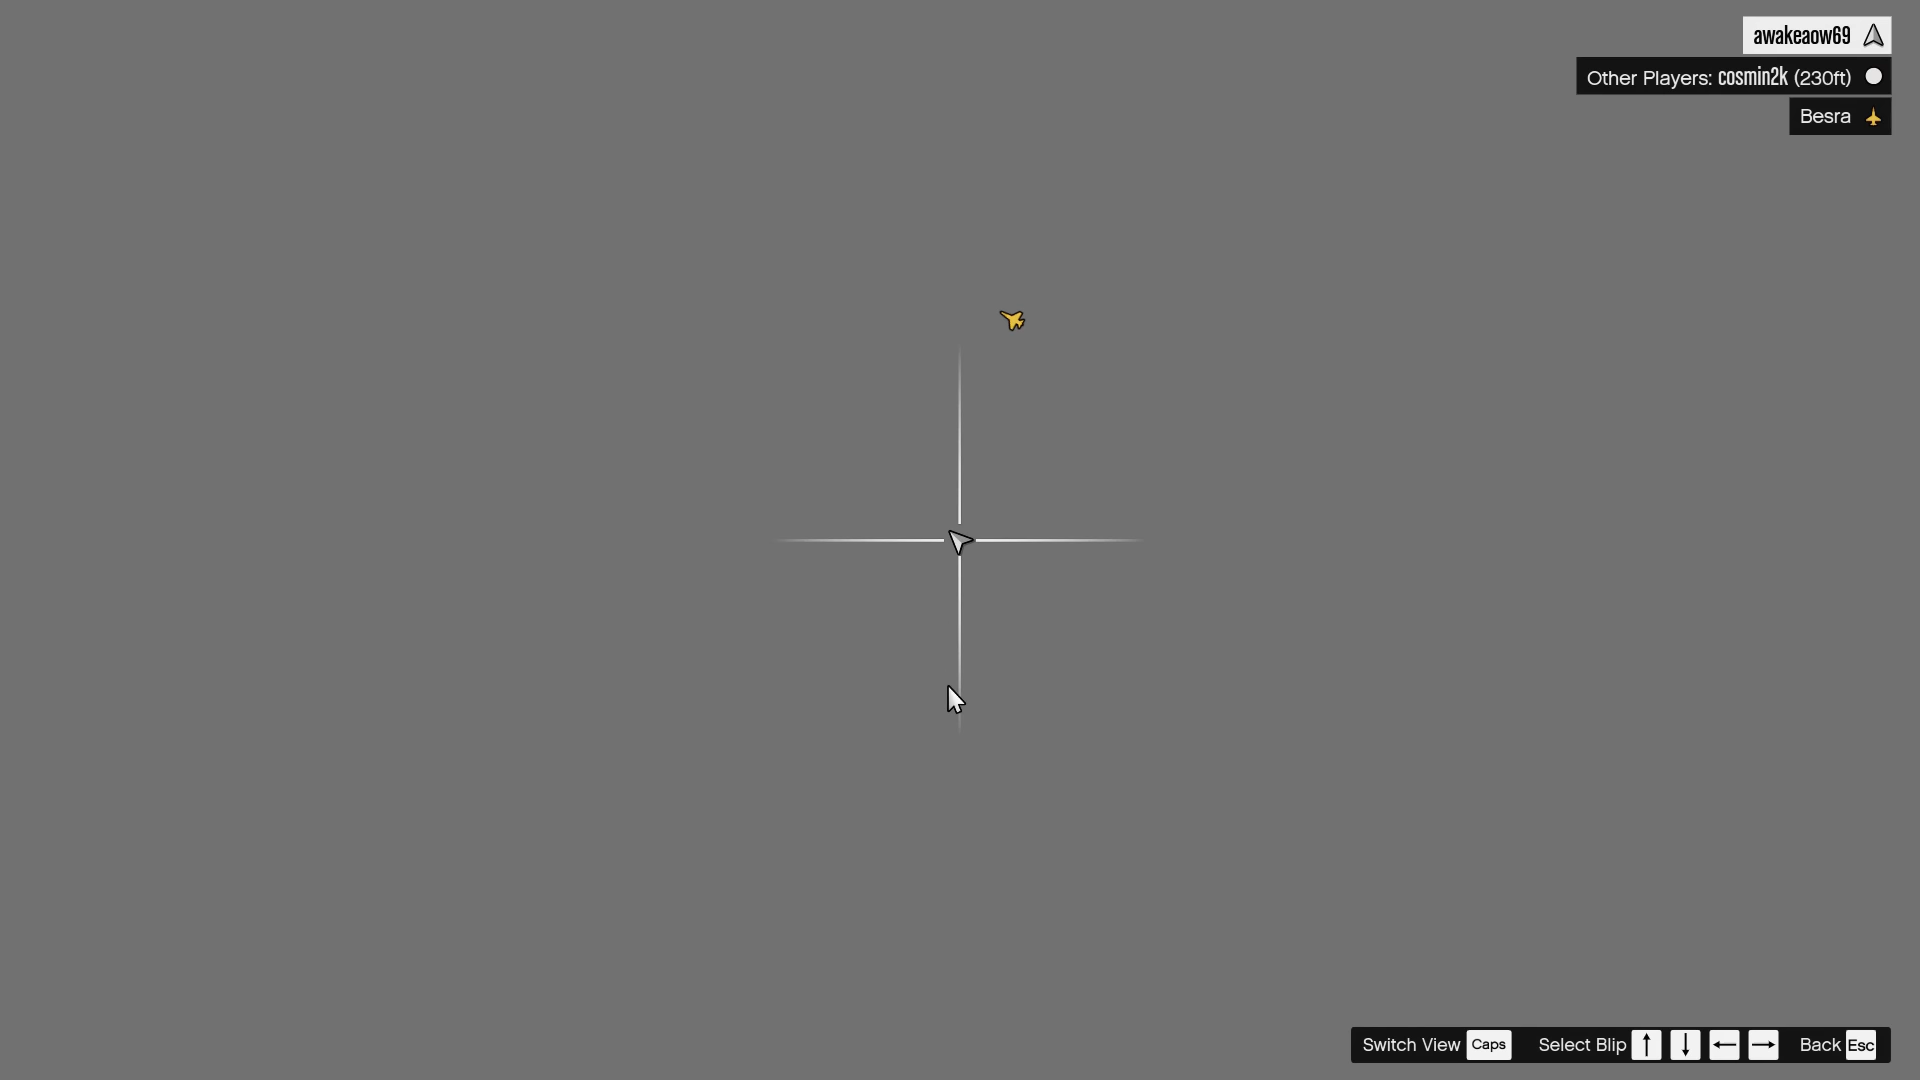 awakeaow69
Other Players: cosmin2k (230ft)
Besra
Switch View Caps Select Blip ↑ ↓ ← → Back Esc